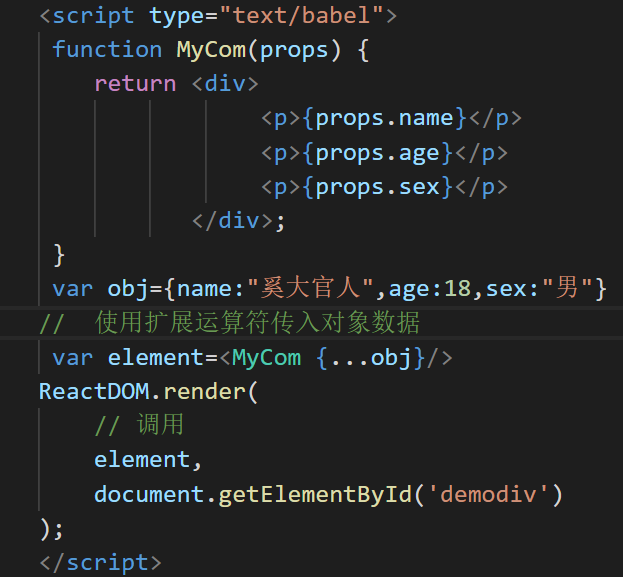 <script type="text/babel">
function MyCom(props) {
return <div>
<p>{props.name}</p>
<p>{props.age}</p>
<p>{props.sex}</p>
</div>;
}
var obj={name:"奚大官人",age:18,sex:"男"}
// 使用扩展运算符传入对象数据
var element=<MyCom {...obj}/>
ReactDOM.render(
// 调用
element,
document.getElementById('demodiv')
);
</script>